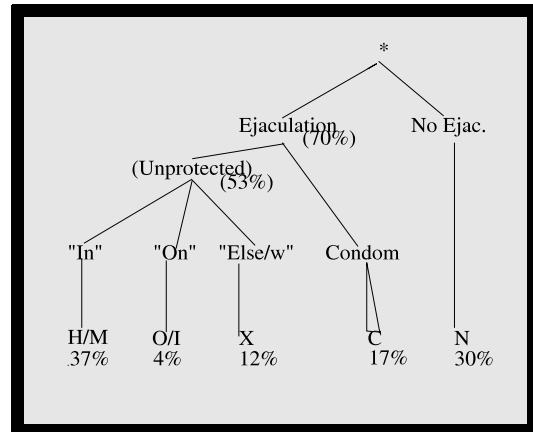 *
Ejaculation No Ejac.
(70%)
(Unprotected)
(53%)
"In" "On" "Else/w" Condom
H/M O/I X C N
37% 4% 12% 17% 30%